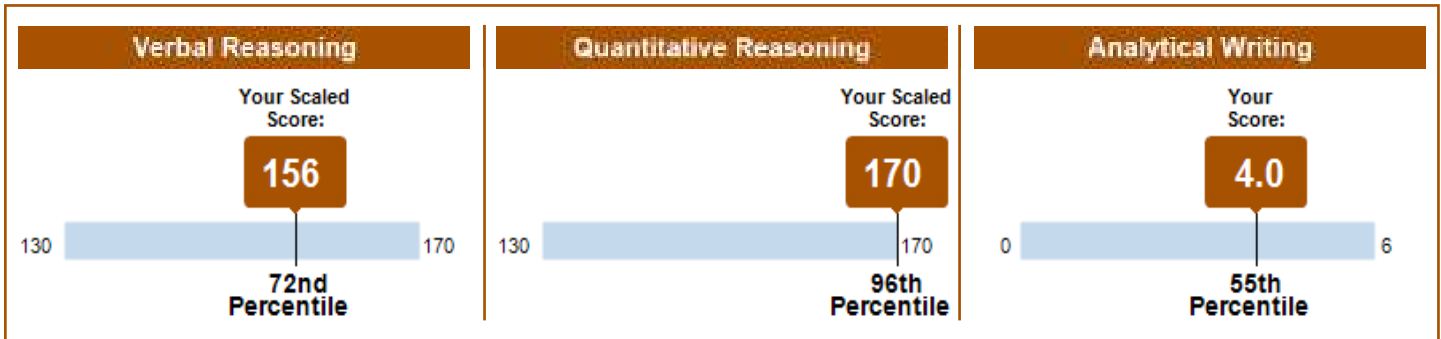 Verbal Reasoning
Your Scaled
Score:
156
130
170
72nd
Percentile
Quantitative Reasoning
Your Scaled
Score:
170
130
170
96th
Percentile
Analytical Writing
Your
Score:
4.0
0
6
55th
Percentile